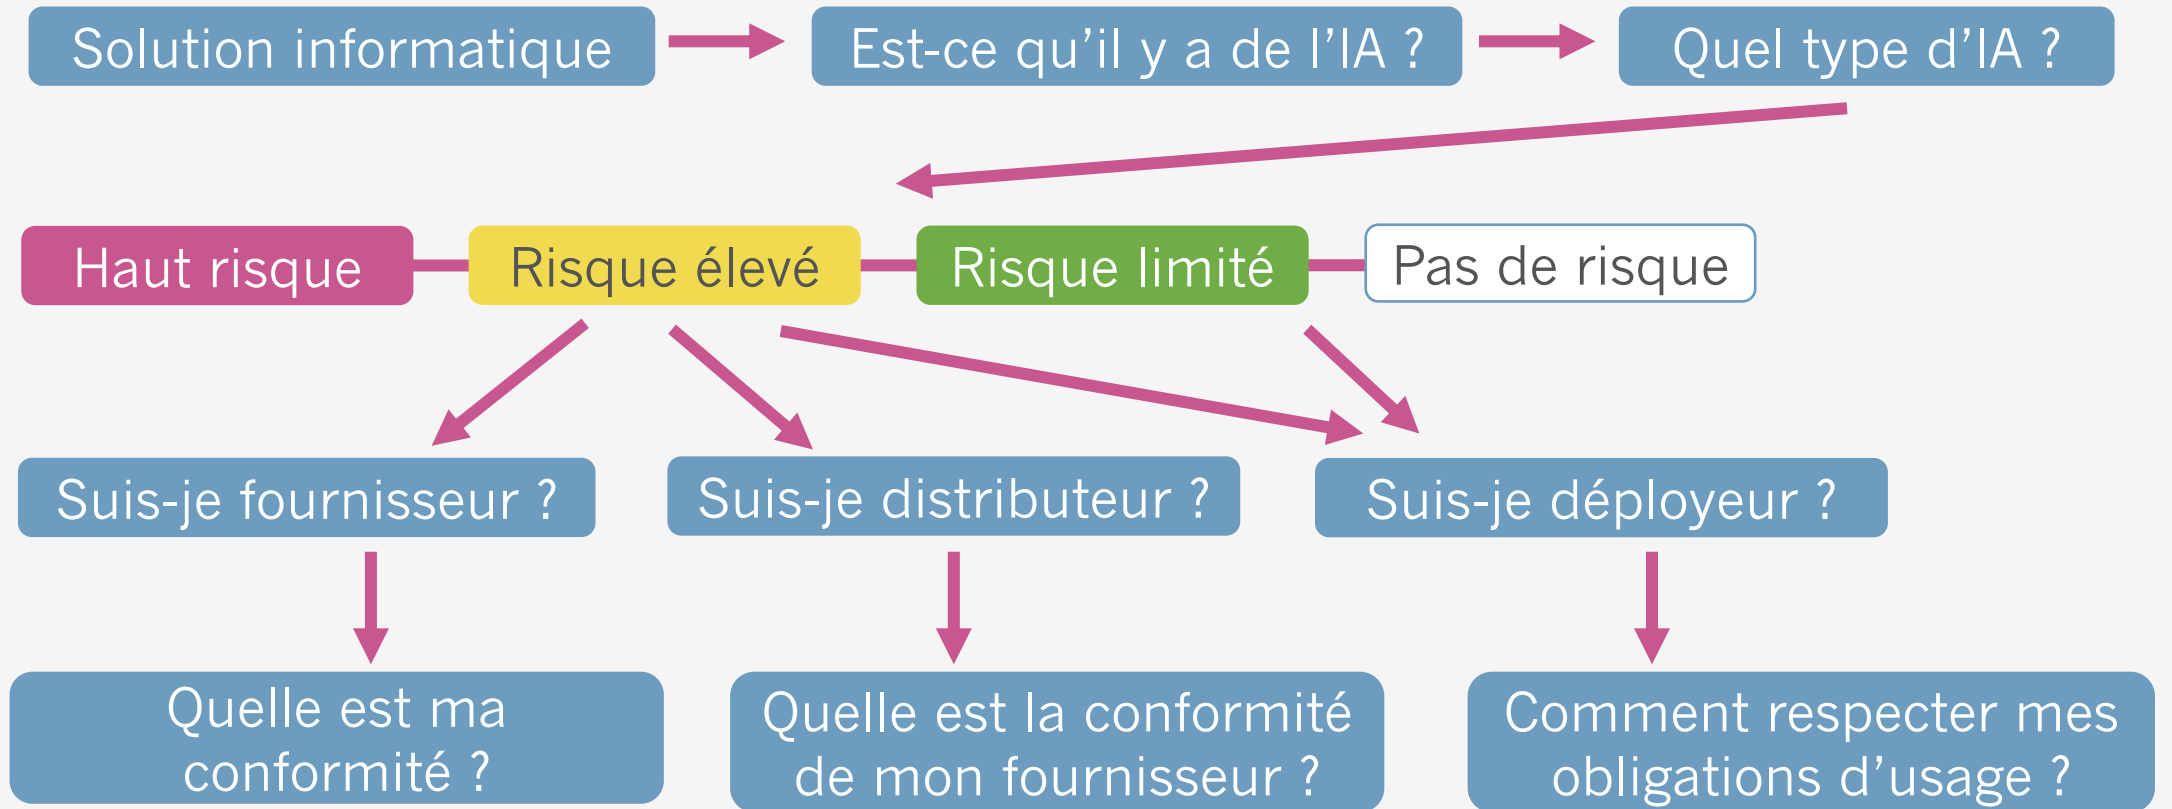 Solution informatique
Est-ce qu’il y a de l’IA ?
Quel type d’IA ?
Haut risque
Risque élevé
Risque limité
Pas de risque
Suis-je fournisseur ?
Suis-je distributeur ?
Suis-je déployeur ?
Quelle est ma
conformité ?
Quelle est la conformité
de mon fournisseur ?
Comment respecter mes
obligations d’usage ?